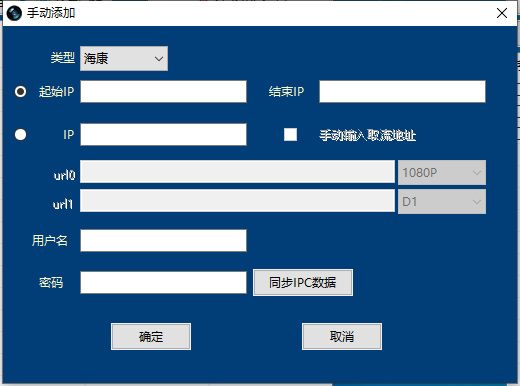 手动添加
类型 海康
起始IP 结束IP
IP 手动输入取流地址
url0 1080P
url1 D1
用户名
密码 同步IPC数据
确定 取消